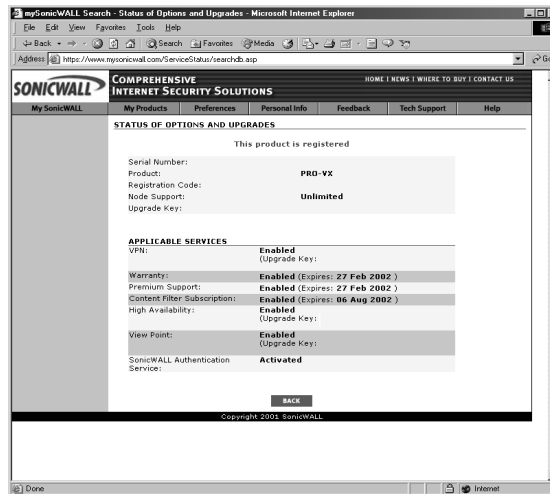 mySonicWALL Search - Status of Options and Upgrades - Microsoft Internet Explorer
File Edit View Favorites Tools Help
Back Search Favorites Media
Address https://www.mysonicwall.com/ServiceStatus/searchdb.asp Go
SONICWALL
COMPREHENSIVE
INTERNET SECURITY SOLUTIONS
HOME | NEWS | WHERE TO BUY | CONTACT US
My SonicWALL My Products Preferences Personal Info Feedback Tech Support Help
STATUS OF OPTIONS AND UPGRADES
This product is registered
Serial Number:
Product: PRO-VX
Registration Code:
Node Support: Unlimited
Upgrade Key:
APPLICABLE SERVICES
VPN: Enabled
(Upgrade Key:
Warranty: Enabled (Expires: 27 Feb 2002 )
Premium Support: Enabled (Expires: 27 Feb 2002 )
Content Filter Subscription: Enabled (Expires: 06 Aug 2002 )
High Availability: Enabled
(Upgrade Key:
View Point: Enabled
(Upgrade Key:
SonicWALL Authentication Activated
Service:
BACK
Copyright 2001 SonicWALL
Done Internet